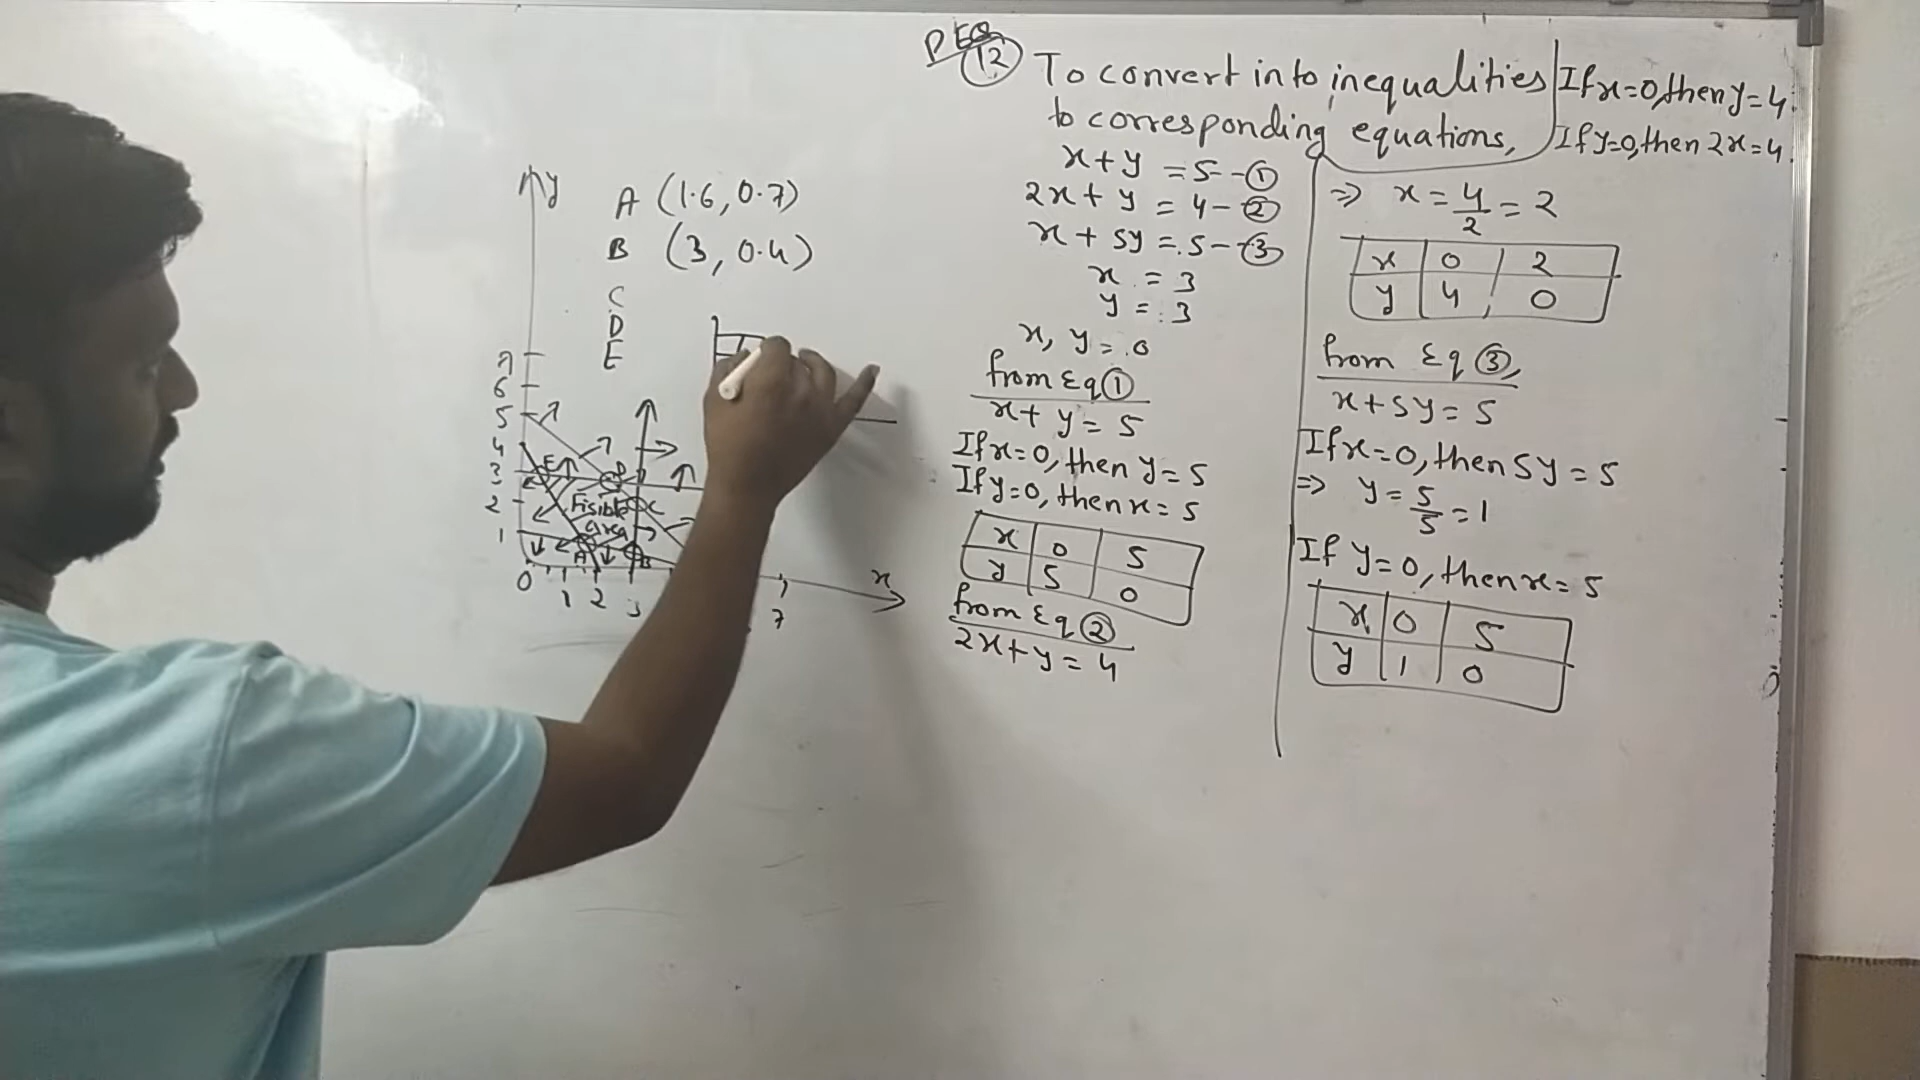 12 To convert into inequalities
to corresponding equations,
x + y = 5 - ①
2x + y = 4 - ②
x + 5y = 5 - ③
x = 3
y = 3
x, y = 0
from Eq ①
x + y = 5
If x=0, then y = 5
If y=0, then x = 5
x 0 5
y 5 0
from Eq ②
2x + y = 4
If x=0, then y = 4
If y=0, then 2x = 4
⇒ x = 4/2 = 2
x 0 2
y 4 0
from Eq ③,
x + 5y = 5
If x=0, then 5y = 5
⇒ y = 5/5 = 1
If y=0, then x = 5
x 0 5
y 1 0
y
A (1.6, 0.7)
B (3, 0.4)
C
D
E
7
6
5
4
3
2
1
E D
Fisible C
area
A B
x
0 1 2 3 7